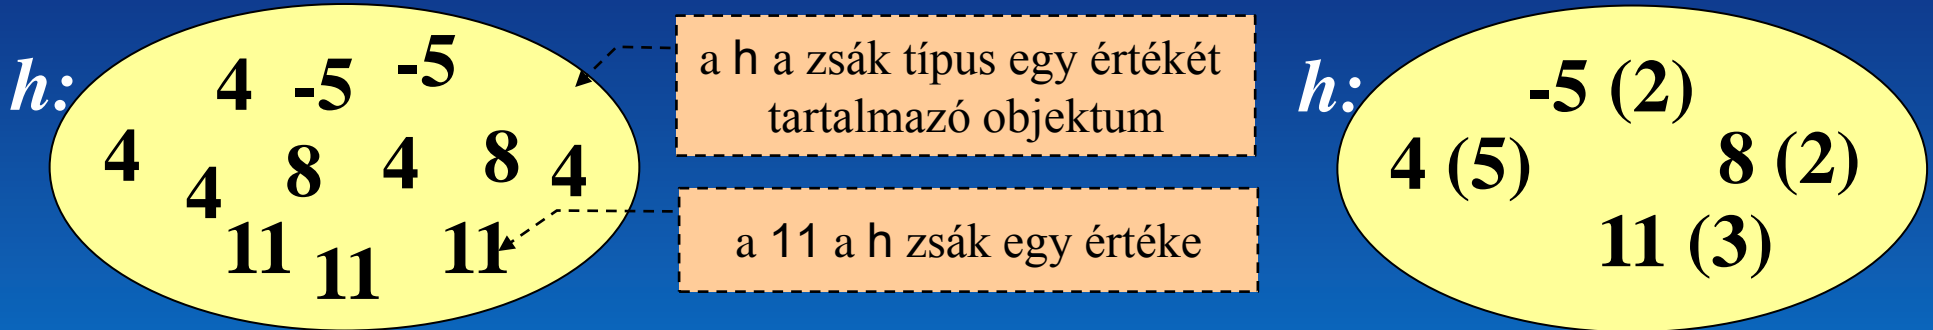 h:
4 -5 -5
4 4 8 4 8 4
11 11 11
a h a zsák típus egy értékét
tartalmazó objektum
a 11 a h zsák egy értéke
h:
-5 (2)
4 (5) 8 (2)
11 (3)